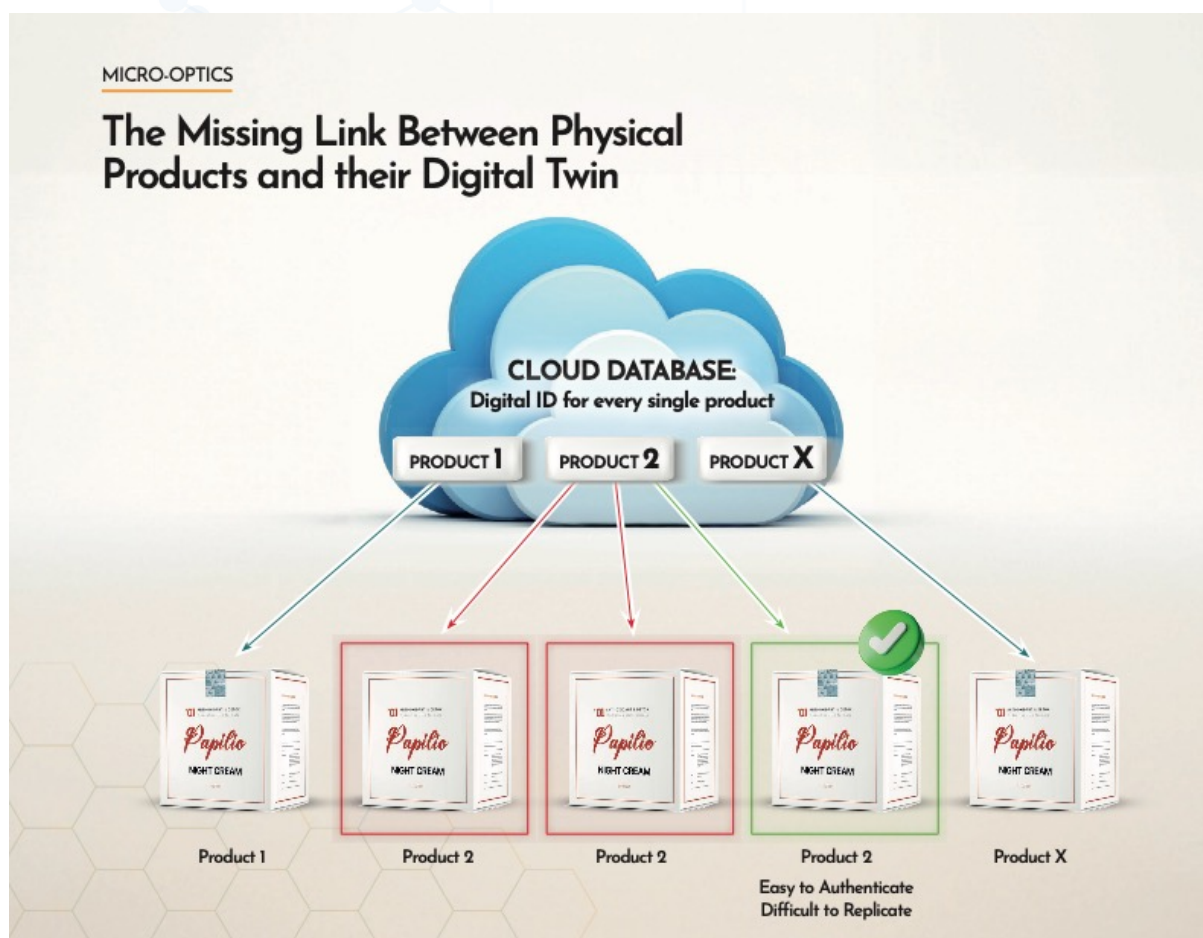 MICRO-OPTICS
The Missing Link Between Physical
Products and their Digital Twin
CLOUD DATABASE:
Digital ID for every single product
PRODUCT 1
PRODUCT 2
PRODUCT X
Papilio
NIGHT CREAM
Papilio
NIGHT CREAM
Papilio
NIGHT CREAM
Papilio
NIGHT CREAM
Papilio
NIGHT CREAM
Product 1
Product 2
Product 2
Product 2
Product X
Easy to Authenticate
Difficult to Replicate